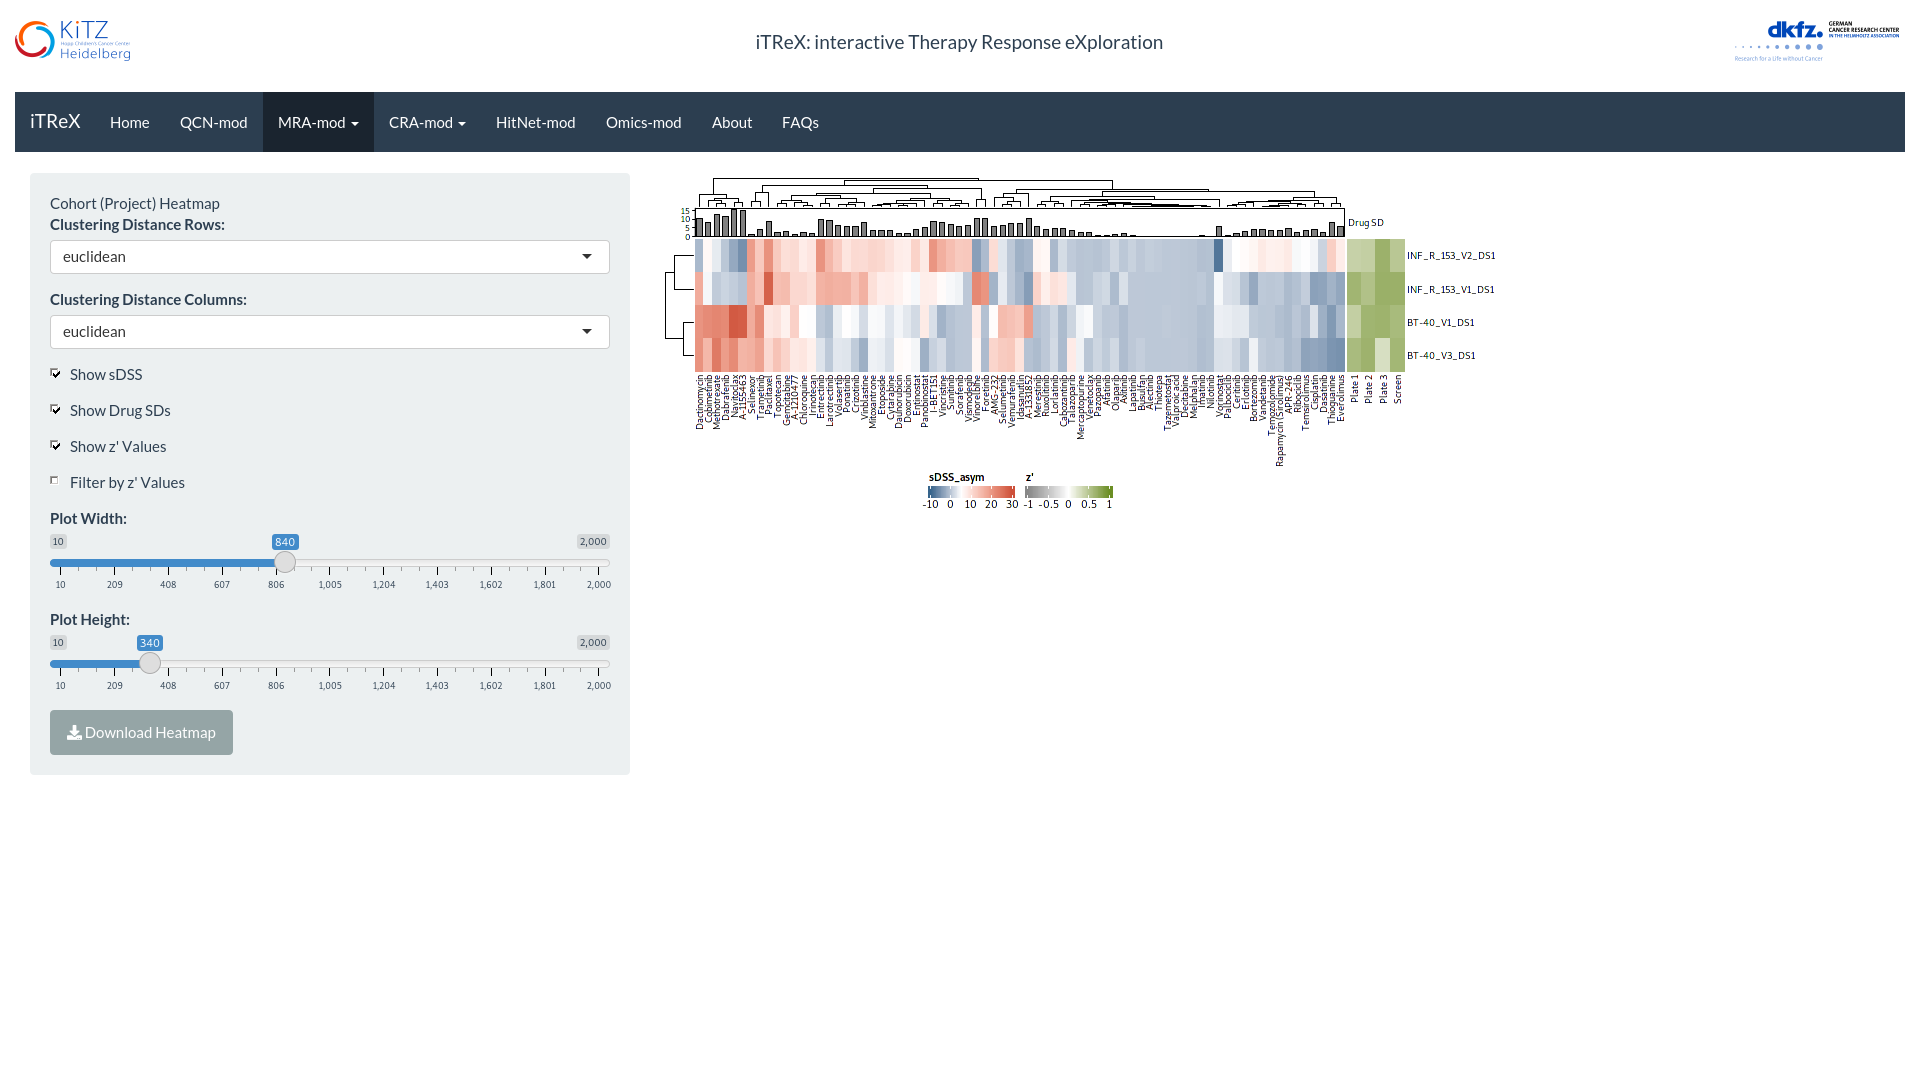 KiTZ
Hopp Children's Cancer Center
Heidelberg
iTReX: interactive Therapy Response eXploration
dkfz.
GERMAN
CANCER RESEARCH CENTER
IN THE HELMHOLTZ ASSOCIATION
Research for a Life without Cancer
iTReX Home QCN-mod MRA-mod CRA-mod HitNet-mod Omics-mod About FAQs
Cohort (Project) Heatmap
Clustering Distance Rows:
euclidean
Clustering Distance Columns:
euclidean
Show sDSS
Show Drug SDs
Show z' Values
Filter by z' Values
Plot Width:
10 840 2,000
10 209 408 607 806 1,005 1,204 1,403 1,602 1,801 2,000
Plot Height:
10 340 2,000
10 209 408 607 806 1,005 1,204 1,403 1,602 1,801 2,000
Download Heatmap
15
10
5
0
Drug SD
INF_R_153_V2_DS1
INF_R_153_V1_DS1
BT-40_V1_DS1
BT-40_V3_DS1
Dactinomycin
Cobimetinib
Methotrexate
Dabrafenib
Navitoclax
A-1155463
Selinexor
Trametinib
Paclitaxel
Topotecan
Gemcitabine
A-1210477
Chloroquine
Irinotecan
Entrectinib
Larotrectinib
Volasertib
Ponatinib
Crizotinib
Vinblastine
Mitoxantrone
Etoposide
Cytarabine
Daunorubicin
Doxorubicin
Entinostat
Panobinostat
I-BET151
Vincristine
Sunitinib
Sorafenib
Vismodegib
Vinorelbine
Foretinib
AMG-232
Selumetinib
Vemurafenib
Idasanutlin
A-1331852
Merestinib
Ruxolitinib
Lorlatinib
Cabozantinib
Talazoparib
Mercaptopurine
Venetoclax
Pazopanib
Afatinib
Olaparib
Axitinib
Lapatinib
Busulfan
Alectinib
Thiotepa
Tazemetostat
Valproic acid
Decitabine
Melphalan
Imatinib
Nilotinib
Vorinostat
Palbociclib
Ceritinib
Erlotinib
Bortezomib
Vandetanib
Temozolomide
Rapamycin (Sirolimus)
APR-246
Ribociclib
Temsirolimus
Cisplatin
Dasatinib
Thioguanine
Everolimus
Plate 1
Plate 2
Plate 3
Screen
sDSS_asym
-10 0 10 20 30
z'
-1 -0.5 0 0.5 1